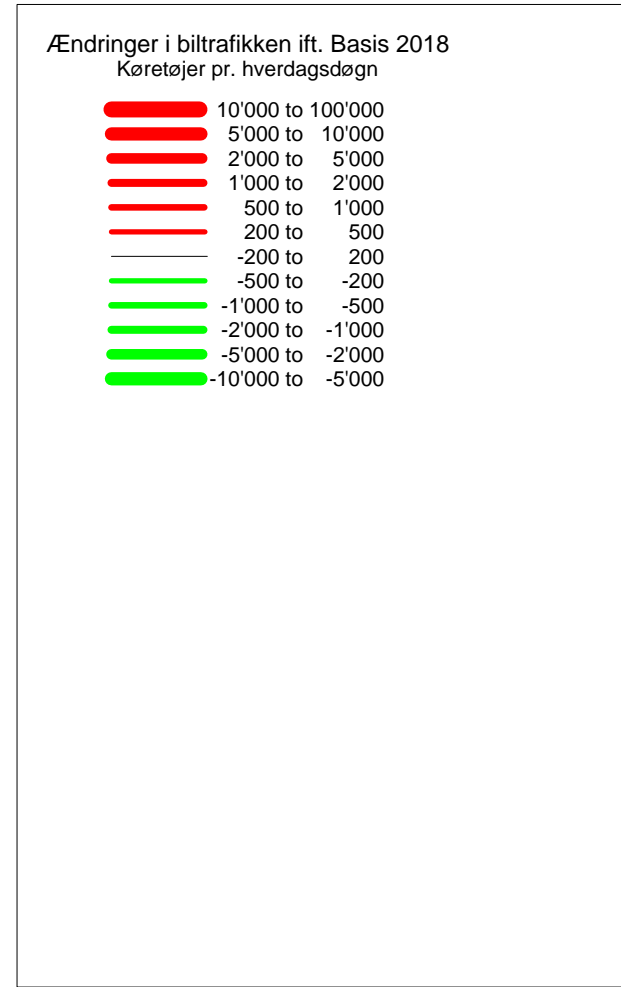 Ændringer i biltrafikken ift. Basis 2018
Køretøjer pr. hverdagsdøgn
10'000 to 100'000
5'000 to 10'000
2'000 to 5'000
1'000 to 2'000
500 to 1'000
200 to 500
-200 to 200
-500 to -200
-1'000 to -500
-2'000 to -1'000
-5'000 to -2'000
-10'000 to -5'000